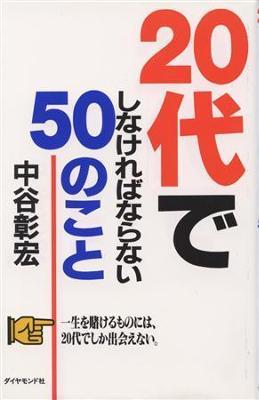 20代で
しなければならない
50のこと
中谷彰宏
一生を賭けるものには、
20代でしか出会えない。
ダイヤモンド社